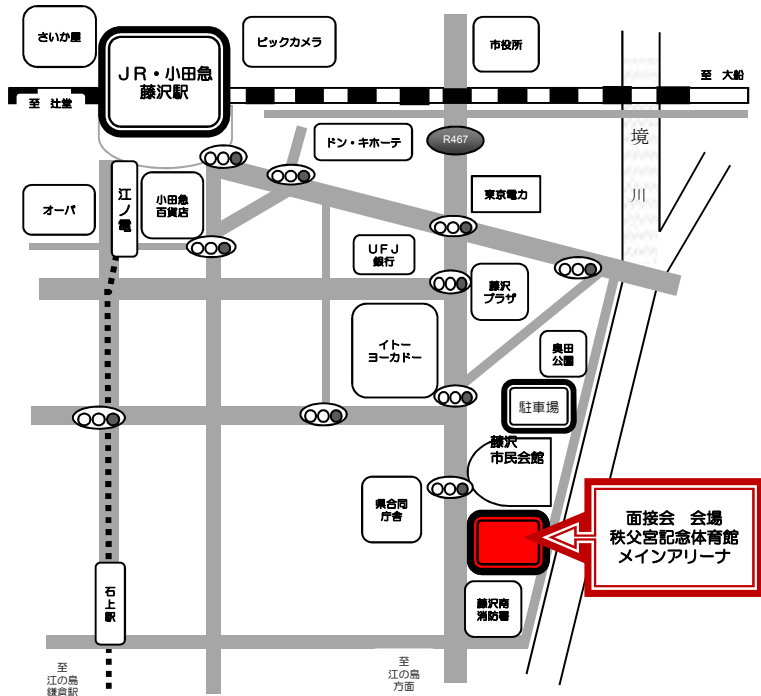 さいか屋
ＪＲ・小田急
藤沢駅
ビックカメラ
市役所
至　大船
至　辻堂
R467
ドン・キホーテ
境
川
東京電力
オーパ
江ノ電
小田急
百貨店
ＵＦＪ
銀行
藤沢
プラザ
イトー
ヨーカドー
奥田
公園
駐車場
藤沢
市民会館
県合同
庁舎
面接会　会場
秩父宮記念体育館
メインアリーナ
石上駅
藤沢南
消防署
至
江の島
鎌倉駅
至
江の島
方面